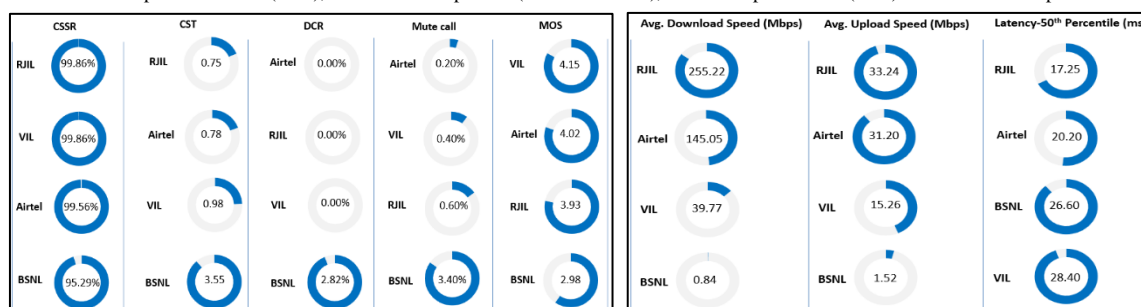 CSSR CST DCR Mute call MOS
RJIL 99.86% RJIL 0.75 Airtel 0.00% Airtel 0.20% VIL 4.15
VIL 99.86% Airtel 0.78 RJIL 0.00% VIL 0.40% Airtel 4.02
Airtel 99.56% VIL 0.98 VIL 0.00% RJIL 0.60% RJIL 3.93
BSNL 95.29% BSNL 3.55 BSNL 2.82% BSNL 3.40% BSNL 2.98
Avg. Download Speed (Mbps) Avg. Upload Speed (Mbps) Latency-50th Percentile (ms
RJIL 255.22 RJIL 33.24 RJIL 17.25
Airtel 145.05 Airtel 31.20 Airtel 20.20
VIL 39.77 VIL 15.26 BSNL 26.60
BSNL 0.84 BSNL 1.52 VIL 28.40